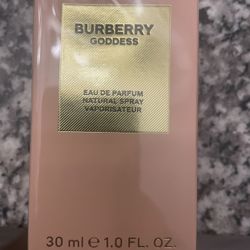 BURBERRY
GODDESS
EAU DE PARFUM
NATURAL SPRAY
VAPORISATEUR
30 ml ℮ 1.0 FL. OZ.